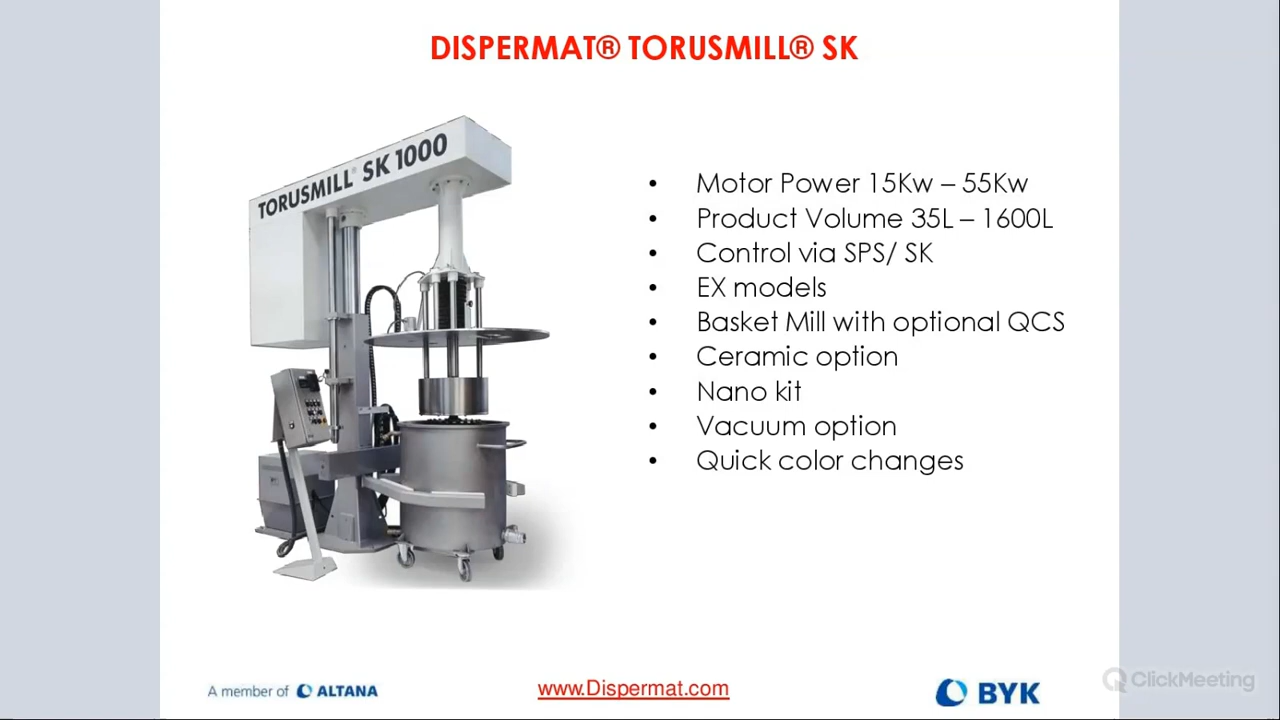 DISPERMAT® TORUSMILL® SK
TORUSMILL® SK 1000
• Motor Power 15Kw – 55Kw
• Product Volume 35L – 1600L
• Control via SPS/ SK
• EX models
• Basket Mill with optional QCS
• Ceramic option
• Nano kit
• Vacuum option
• Quick color changes
A member of ALTANA
www.Dispermat.com
BYK
ClickMeeting